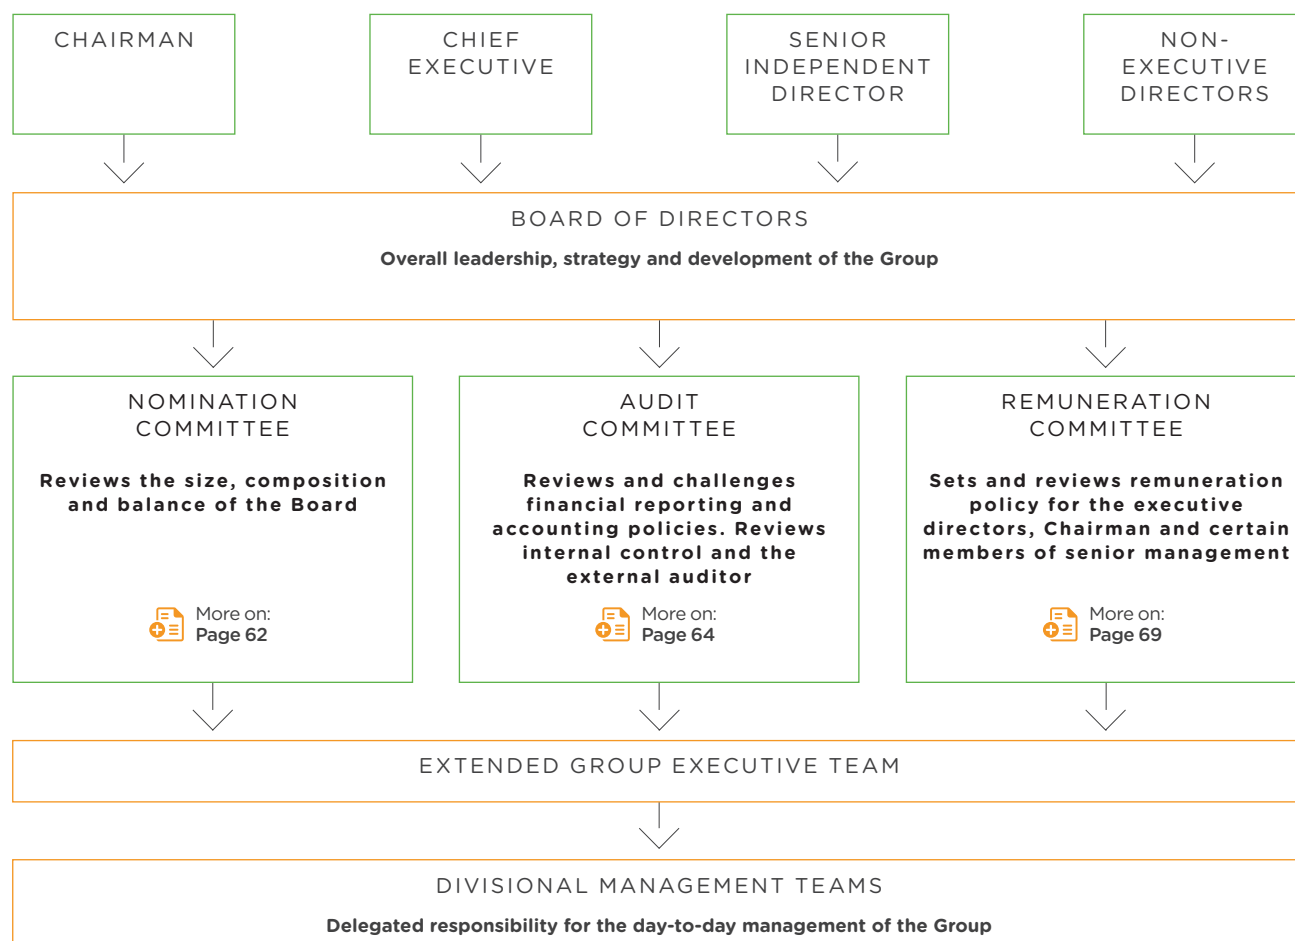 CHAIRMAN
CHIEF
EXECUTIVE
SENIOR
INDEPENDENT
DIRECTOR
NON-
EXECUTIVE
DIRECTORS
BOARD OF DIRECTORS
Overall leadership, strategy and development of the Group
NOMINATION
COMMITTEE
Reviews the size, composition
and balance of the Board
More on:
Page 62
AUDIT
COMMITTEE
Reviews and challenges
financial reporting and
accounting policies. Reviews
internal control and the
external auditor
More on:
Page 64
REMUNERATION
COMMITTEE
Sets and reviews remuneration
policy for the executive
directors, Chairman and certain
members of senior management
More on:
Page 69
EXTENDED GROUP EXECUTIVE TEAM
DIVISIONAL MANAGEMENT TEAMS
Delegated responsibility for the day-to-day management of the Group